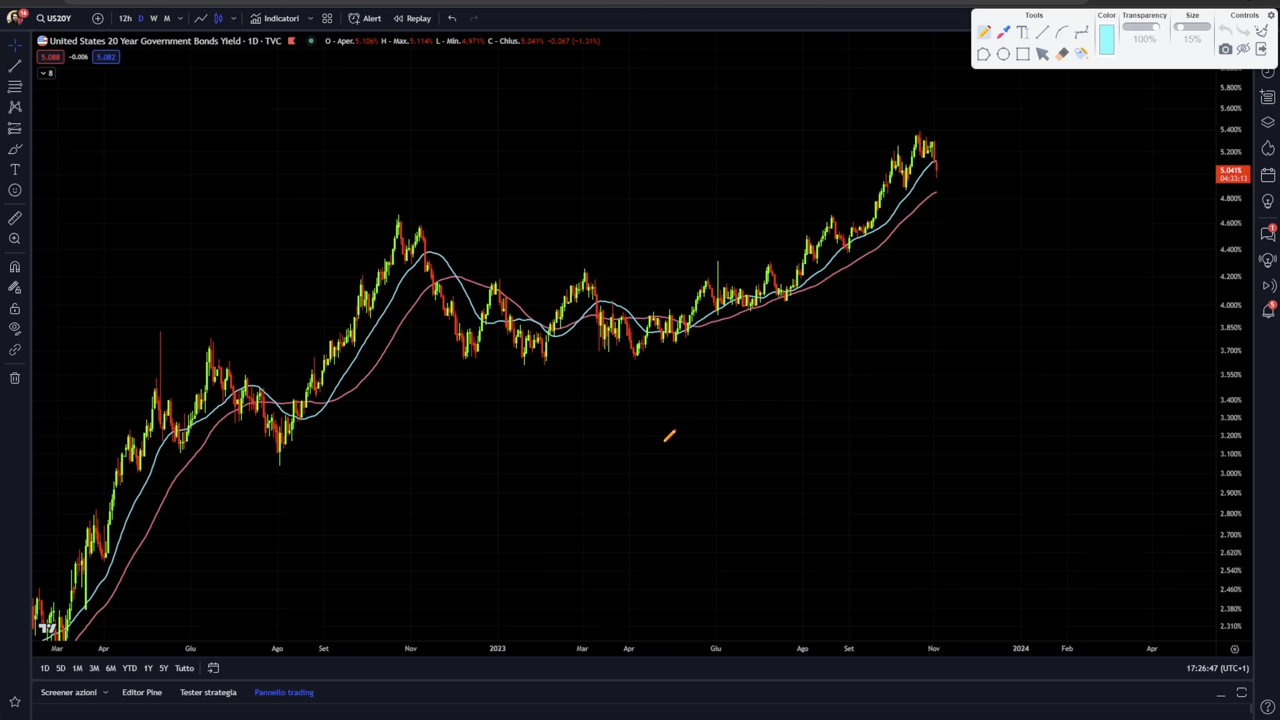 16
US20Y
12h
D
W
M
Indicatori
Alert
Replay
Tools
Color
Transparency
Size
Controls
100%
15%
United States 20 Year Government Bonds Yield · 1D · TVC
O - Aper. 5.106% H - Max. 5.114% L - Min. 4.971% C - Chius. 5.041% -0.067 (-1.31%)
5.088 -0.006 5.082
8
5.800%
5.600%
5.400%
5.200%
5.041%
04:33:13
4.800%
4.600%
4.400%
4.200%
4.000%
3.850%
3.700%
3.550%
3.400%
3.300%
3.200%
3.100%
3.000%
2.900%
2.800%
2.700%
2.620%
2.540%
2.460%
2.380%
2.310%
1
5
Mar Apr Giu Ago Set Nov 2023 Mar Apr Giu Ago Set Nov 2024 Feb Apr
1D 5D 1M 3M 6M YTD 1Y 5Y Tutto
17:26:47 (UTC+1)
Screener azioni Editor Pine Tester strategia Pannello trading